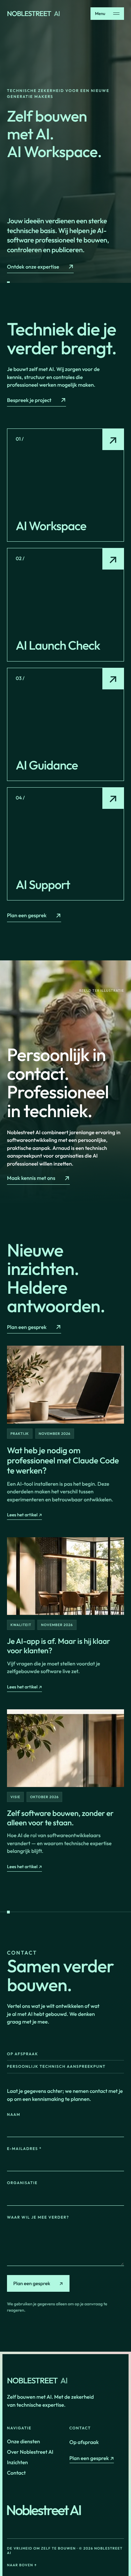 NOBLESTREET AI
Menu
TECHNISCHE ZEKERHEID VOOR EEN NIEUWE
GENERATIE MAKERS
Zelf bouwen
met AI.
AI Workspace.
Jouw ideeën verdienen een sterke
technische basis. Wij helpen je AI-
software professioneel te bouwen,
controleren en publiceren.
Ontdek onze expertise
Techniek die je
verder brengt.
Je bouwt zelf met AI. Wij zorgen voor de
kennis, structuur en controles die
professioneel werken mogelijk maken.
Bespreek je project
01 /
AI Workspace
02 /
AI Launch Check
03 /
AI Guidance
04 /
AI Support
Plan een gesprek
Persoonlijk in
contact.
Professioneel
in techniek.
Noblestreet AI combineert jarenlange ervaring in
softwareontwikkeling met een persoonlijke,
praktische aanpak. Arnoud is een technisch
aanspreekpunt voor organisaties die AI
professioneel willen inzetten.
Maak kennis met ons
Nieuwe
inzichten.
Heldere
antwoorden.
Plan een gesprek
PRAKTIJK
NOVEMBER 2026
Wat heb je nodig om
professioneel met Claude Code
te werken?
Een AI-tool installeren is pas het begin. Deze
onderdelen maken het verschil tussen
experimenteren en betrouwbaar ontwikkelen.
Lees het artikel ↗
KWALITEIT
NOVEMBER 2026
Je AI-app is af. Maar is hij klaar
voor klanten?
Vijf vragen die je moet stellen voordat je
zelfgebouwde software live zet.
Lees het artikel ↗
VISIE
OKTOBER 2026
Zelf software bouwen, zonder er
alleen voor te staan.
Hoe AI de rol van softwareontwikkelaars
verandert — en waarom technische expertise
belangrijk blijft.
Lees het artikel ↗
CONTACT
Samen verder
bouwen.
Vertel ons wat je wilt ontwikkelen of wat
je al met AI hebt gebouwd. We denken
graag met je mee.
OP AFSPRAAK
PERSOONLIJK TECHNISCH AANSPREEKPUNT
Laat je gegevens achter; we nemen contact met je
op om een kennismaking te plannen.
NAAM
E-MAILADRES *
ORGANISATIE
WAAR WIL JE MEE VERDER?
Plan een gesprek ↗
We gebruiken je gegevens alleen om op je aanvraag te
reageren.
NOBLESTREET AI
Zelf bouwen met AI. Met de zekerheid
van technische expertise.
NAVIGATIE
CONTACT
Onze diensten
Over Noblestreet AI
Inzichten
Contact
Op afspraak
Plan een gesprek ↗
Noblestreet AI
DE VRIJHEID OM ZELF TE BOUWEN · © 2026 NOBLESTREET
AI
NAAR BOVEN ↑